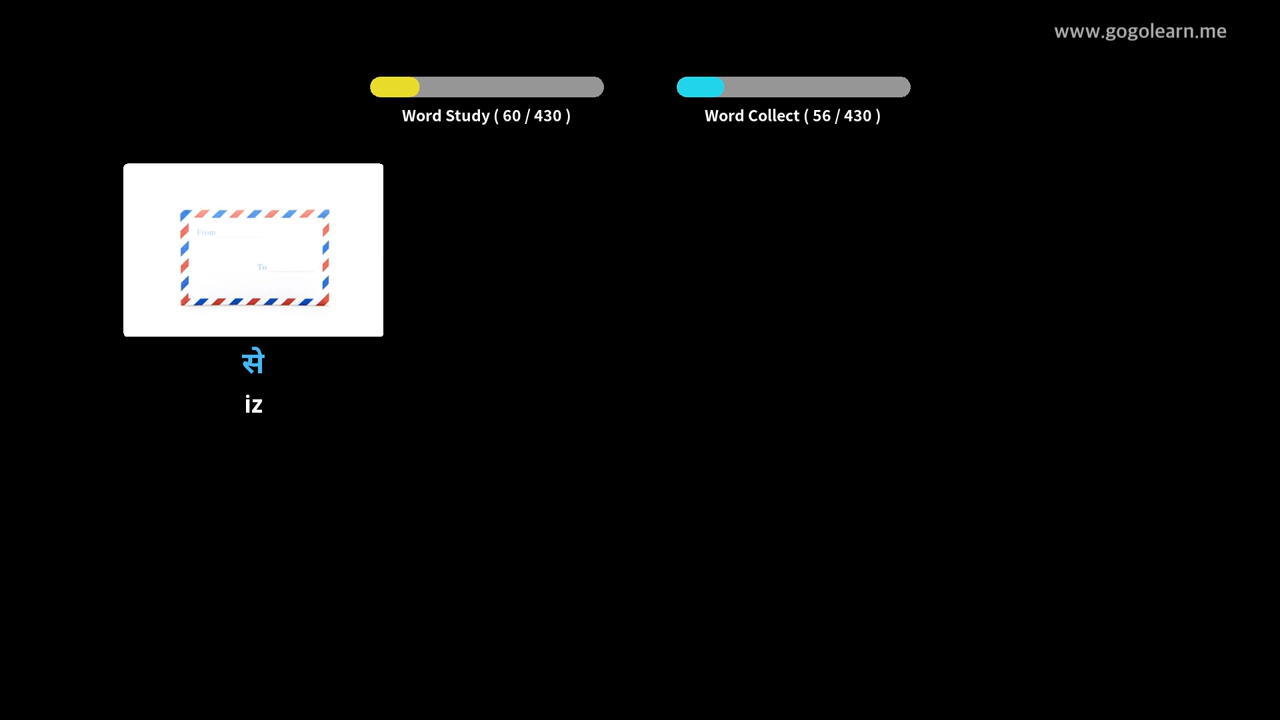 www.gogolearn.me
Word Study ( 60 / 430 )
Word Collect ( 56 / 430 )
From
To
से
iz